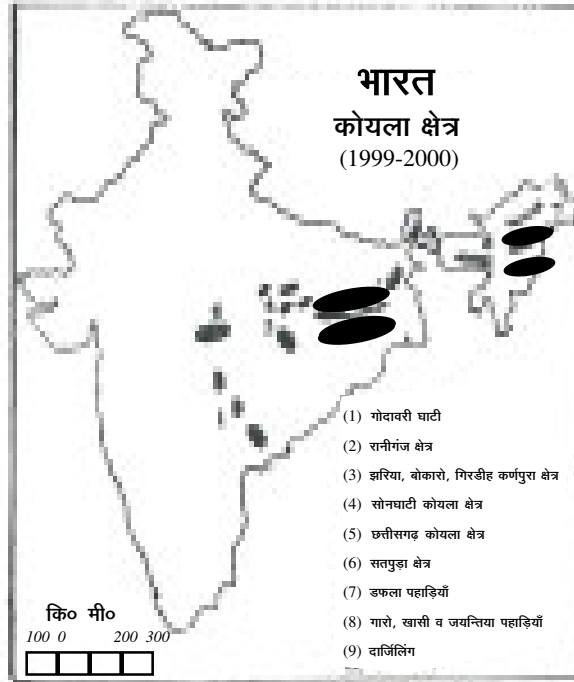 भारत
कोयला क्षेत्र
(1999-2000)
(1) गोदावरी घाटी
(2) रानीगंज क्षेत्र
(3) झरिया, बोकारो, गिरडीह कर्णपुरा क्षेत्र
(4) सोनघाटी कोयला क्षेत्र
(5) छत्तीसगढ़ कोयला क्षेत्र
(6) सतपुड़ा क्षेत्र
(7) डफला पहाड़ियाँ
(8) गारो, खासी व जयन्तिया पहाड़ियाँ
(9) दार्जिलिंग
कि० मी०
100 0 200 300